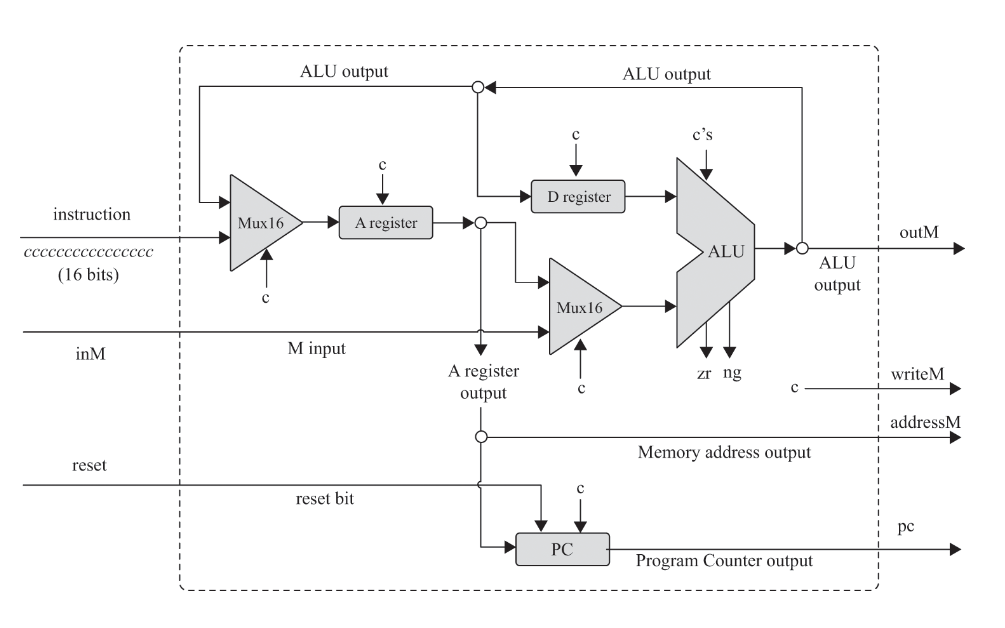 ALU output
ALU output
c
c's
c
D register
instruction
Mux16
A register
ALU
outM
cccccccccccccccc
(16 bits)
c
ALU
output
Mux16
inM
M input
A register
output
c
zr
ng
c
writeM
addressM
Memory address output
reset
reset bit
c
PC
pc
Program Counter output